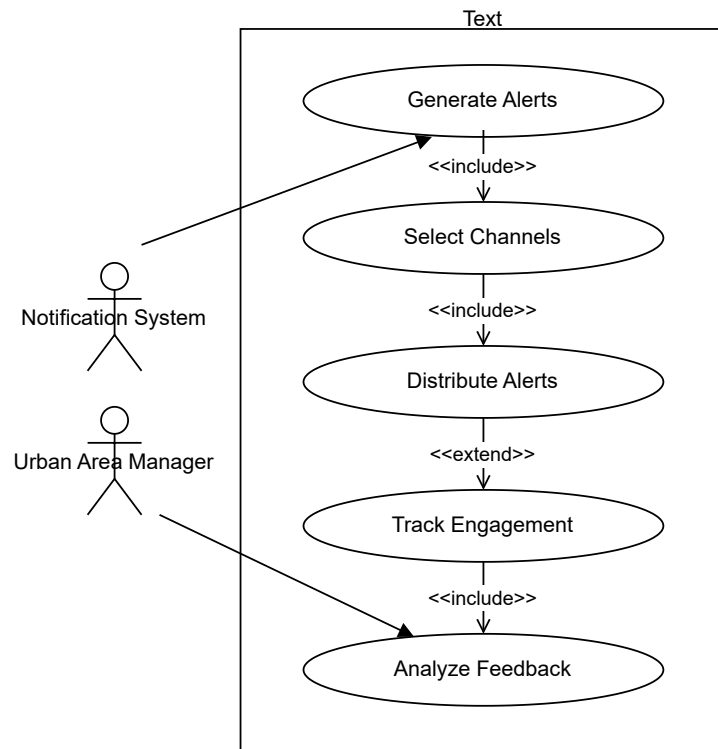 Text
Generate Alerts
<<include>>
Select Channels
Notification System
<<include>>
Distribute Alerts
Urban Area Manager
<<extend>>
Track Engagement
<<include>>
Analyze Feedback